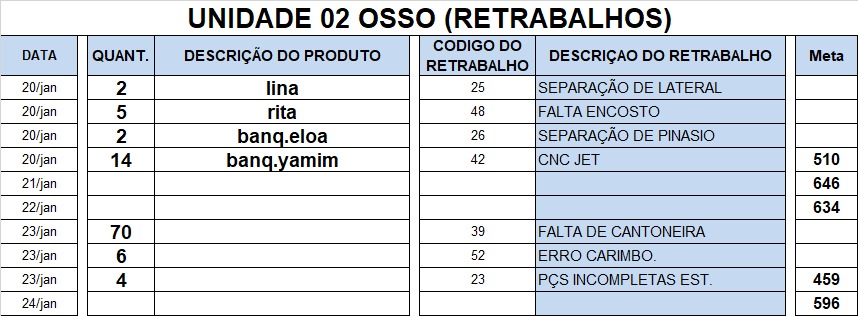 UNIDADE 02 OSSO (RETRABALHOS)
DATA QUANT. DESCRIÇÃO DO PRODUTO CODIGO DO RETRABALHO DESCRIÇAO DO RETRABALHO Meta
20/jan 2 lina 25 SEPARAÇÃO DE LATERAL
20/jan 5 rita 48 FALTA ENCOSTO
20/jan 2 banq.eloa 26 SEPARAÇÃO DE PINASIO
20/jan 14 banq.yamim 42 CNC JET 510
21/jan 646
22/jan 634
23/jan 70 39 FALTA DE CANTONEIRA
23/jan 6 52 ERRO CARIMBO.
23/jan 4 23 PÇS INCOMPLETAS EST. 459
24/jan 596